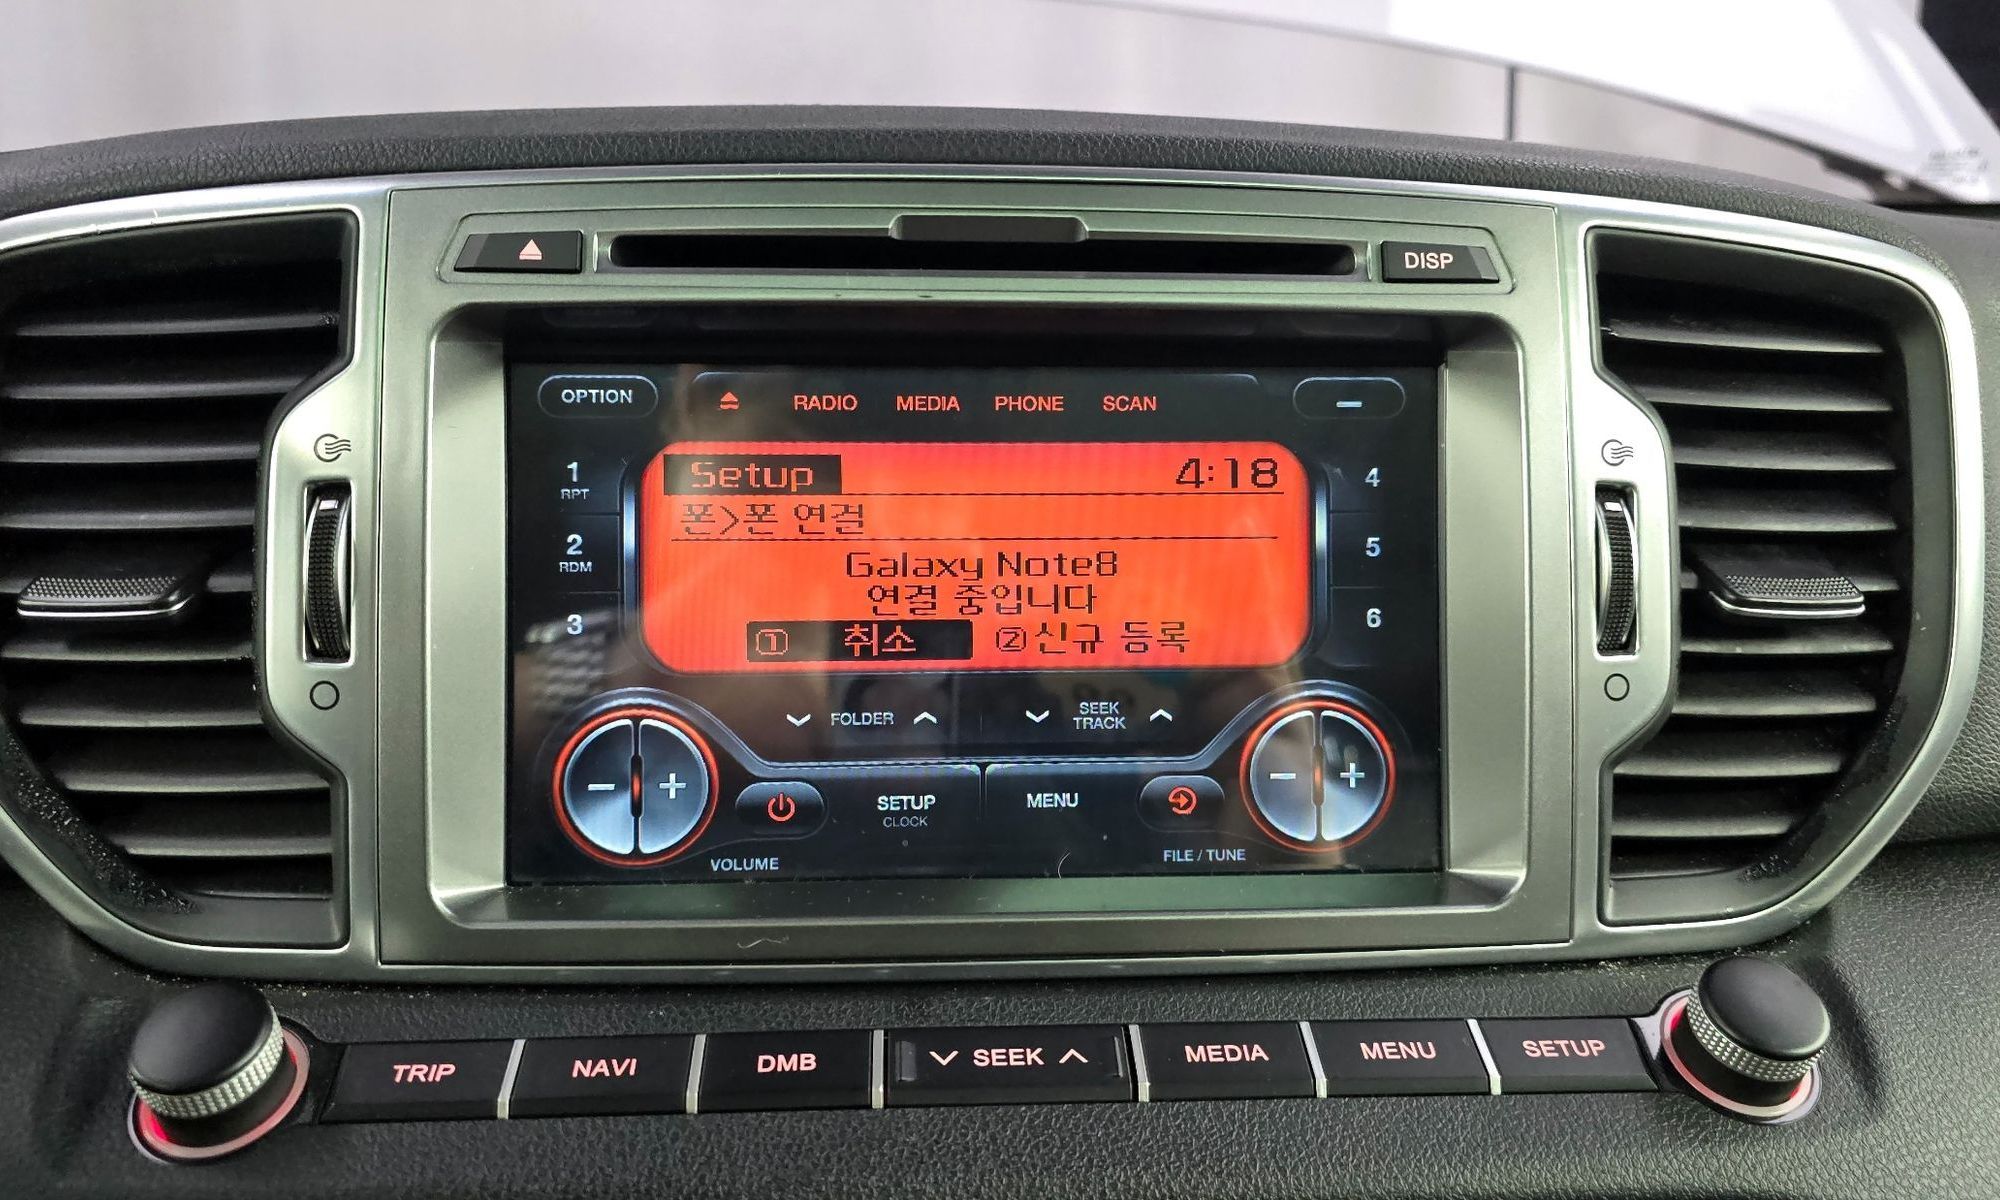 DISP
OPTION RADIO MEDIA PHONE SCAN
Setup 4:18
폰>폰 연결
Galaxy Note8
연결 중입니다
① 취소 ②신규 등록
1 RPT
2 RDM
3
4
5
6
FOLDER
SEEK
TRACK
SETUP
CLOCK
MENU
VOLUME
FILE / TUNE
TRIP NAVI DMB SEEK MEDIA MENU SETUP